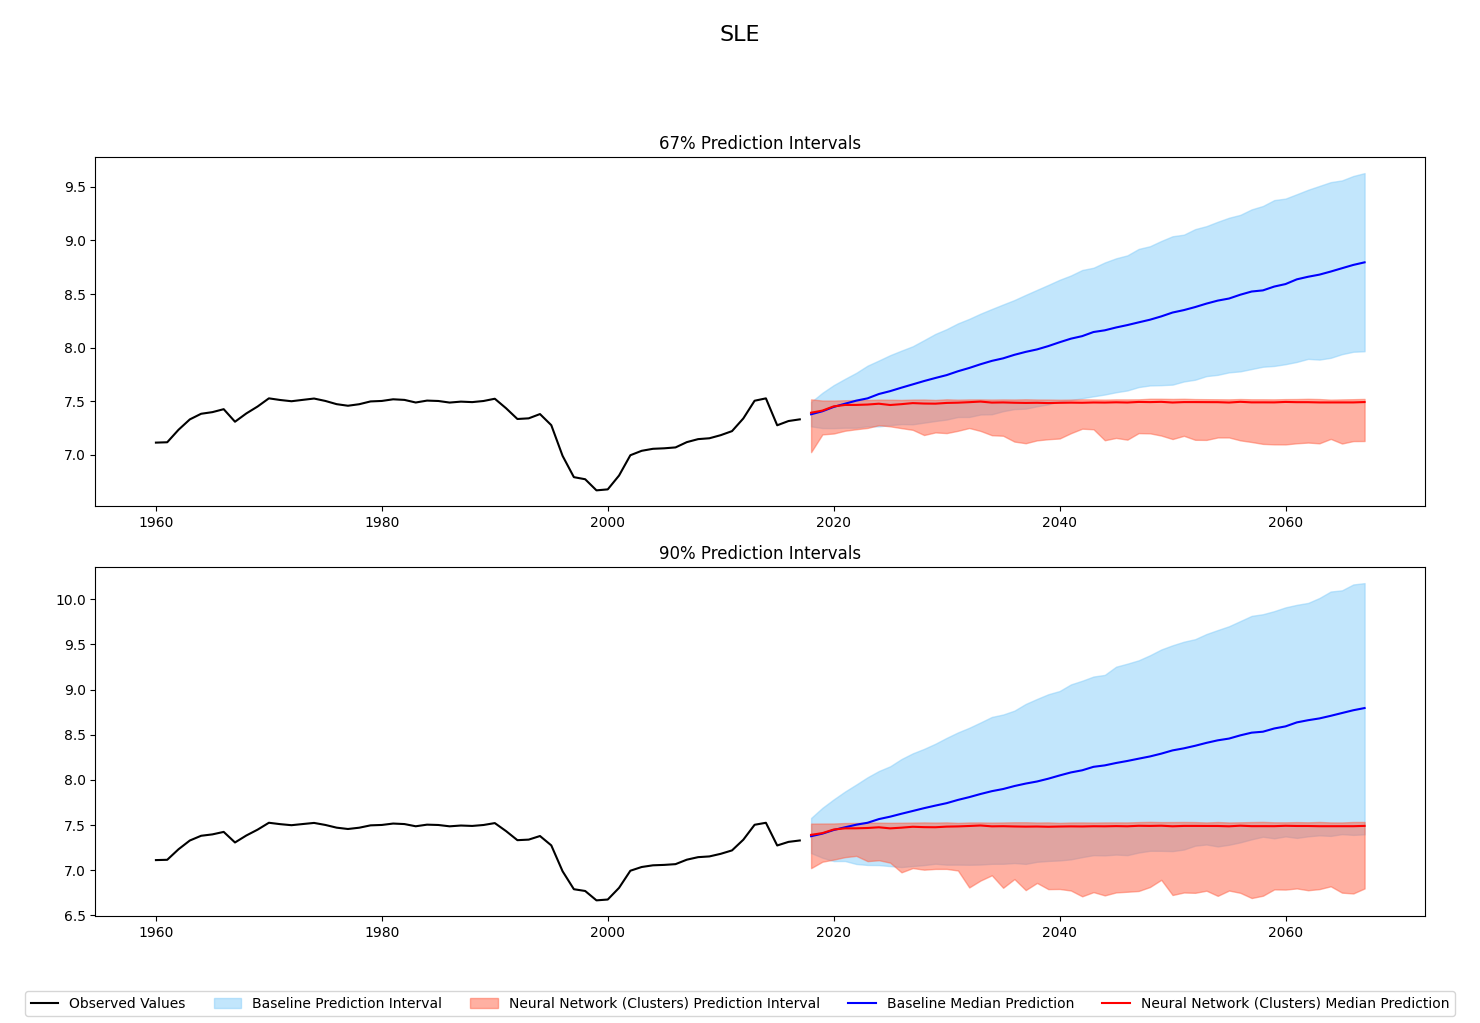 SLE
67% Prediction Intervals
9.5
9.0
8.5
8.0
7.5
7.0
1960 1980 2000 2020 2040 2060
90% Prediction Intervals
10.0
9.5
9.0
8.5
8.0
7.5
7.0
6.5
1960 1980 2000 2020 2040 2060
Observed Values Baseline Prediction Interval Neural Network (Clusters) Prediction Interval Baseline Median Prediction Neural Network (Clusters) Median Prediction